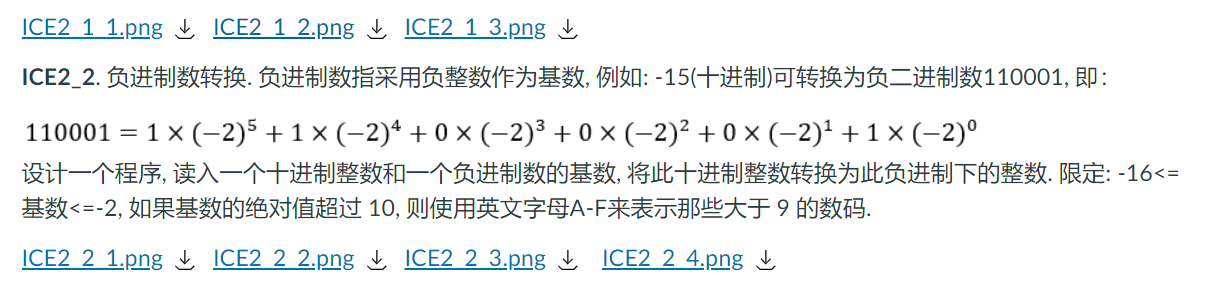 ICE2_1_1.png ICE2_1_2.png ICE2_1_3.png
ICE2_2. 负进制数转换. 负进制数指采用负整数作为基数, 例如: -15(十进制)可转换为负二进制数110001, 即：
110001 = 1 × (−2)⁵ + 1 × (−2)⁴ + 0 × (−2)³ + 0 × (−2)² + 0 × (−2)¹ + 1 × (−2)⁰
设计一个程序, 读入一个十进制整数和一个负进制数的基数, 将此十进制整数转换为此负进制下的整数. 限定: -16<=
基数<=-2, 如果基数的绝对值超过 10, 则使用英文字母A-F来表示那些大于 9 的数码.
ICE2_2_1.png ICE2_2_2.png ICE2_2_3.png ICE2_2_4.png